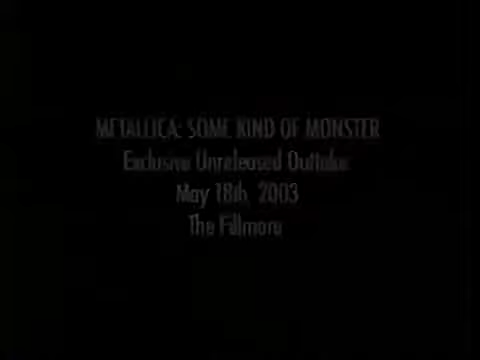 METALLICA: SOME KIND OF MONSTER
Exclusive Unreleased Outtake
May 18th, 2003
The Fillmore